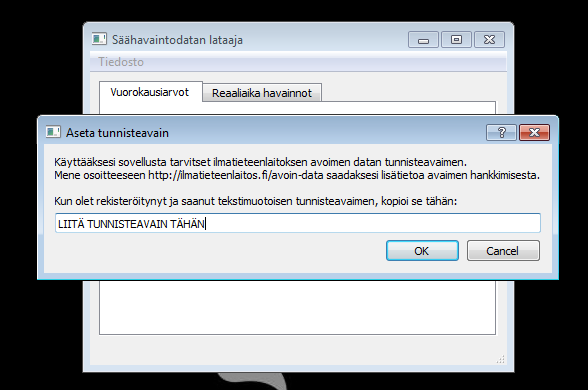 Säähavaintodatan lataaja
Tiedosto
Vuorokausiarvot
Reaaliaika havainnot
Aseta tunnisteavain
Käyttääksesi sovellusta tarvitset ilmatieteenlaitoksen avoimen datan tunnisteavaimen.
Mene osoitteeseen http://ilmatieteenlaitos.fi/avoin-data saadaksesi lisätietoa avaimen hankkimisesta.
Kun olet rekisteröitynyt ja saanut tekstimuotoisen tunnisteavaimen, kopioi se tähän:
LIITÄ TUNNISTEAVAIN TÄHÄN
OK
Cancel